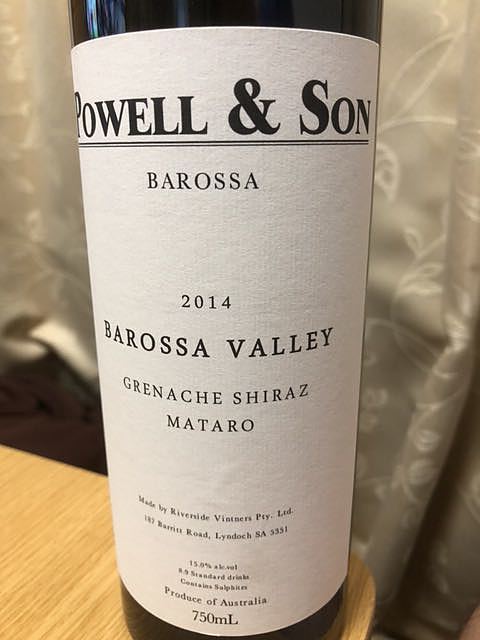 POWELL & SON
BAROSSA
2014
BAROSSA VALLEY
GRENACHE SHIRAZ
MATARO
Made by Riverside Vintners Pty. Ltd.
187 Barritt Road, Lyndoch SA 5351
15.0% alc.vol
8.9 Standard drinks
Contains Sulphites
Produce of Australia
750mL